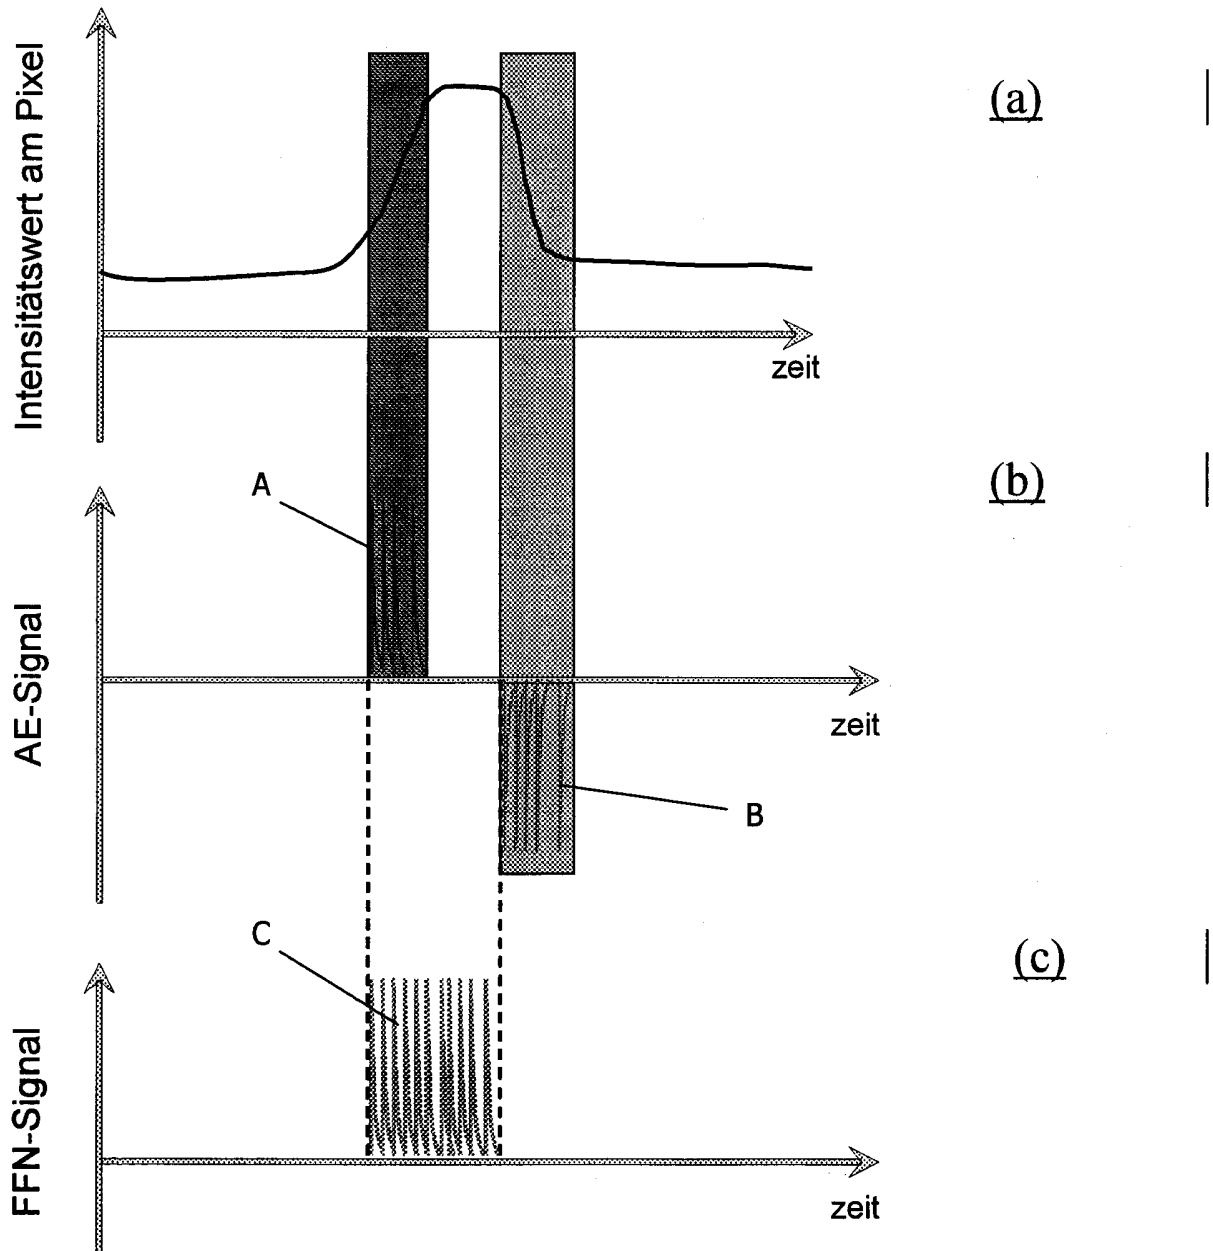 Intensitätswert am Pixel
(a)
zeit
A
(b)
AE-Signal
zeit
B
C
(c)
FFN-Signal
zeit